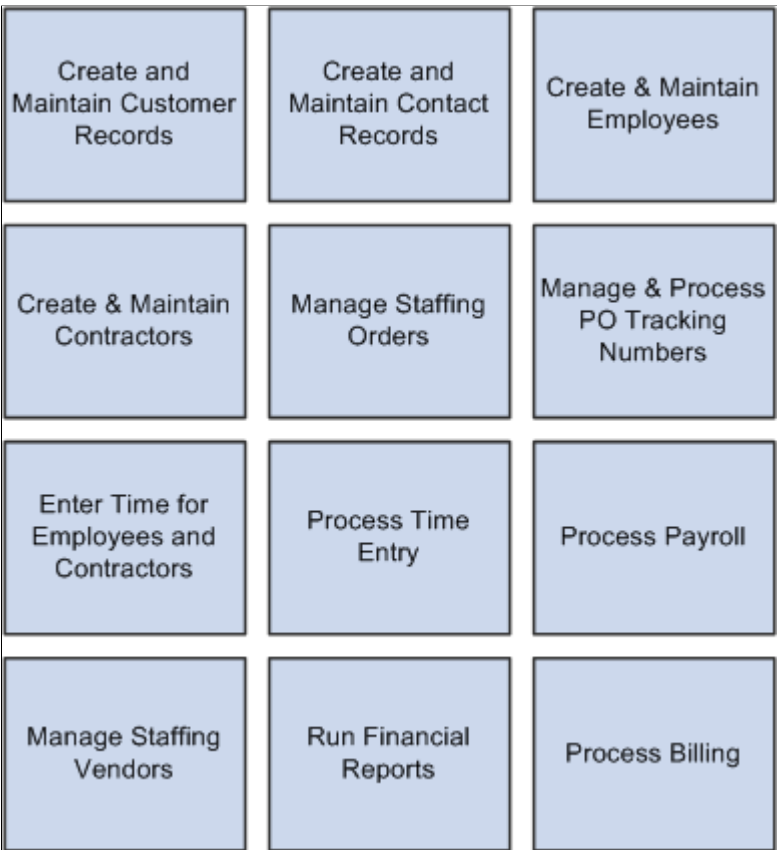 Create and
Maintain Customer
Records
Create and
Maintain Contact
Records
Create & Maintain
Employees
Create & Maintain
Contractors
Manage Staffing
Orders
Manage & Process
PO Tracking
Numbers
Enter Time for
Employees and
Contractors
Process Time
Entry
Process Payroll
Manage Staffing
Vendors
Run Financial
Reports
Process Billing